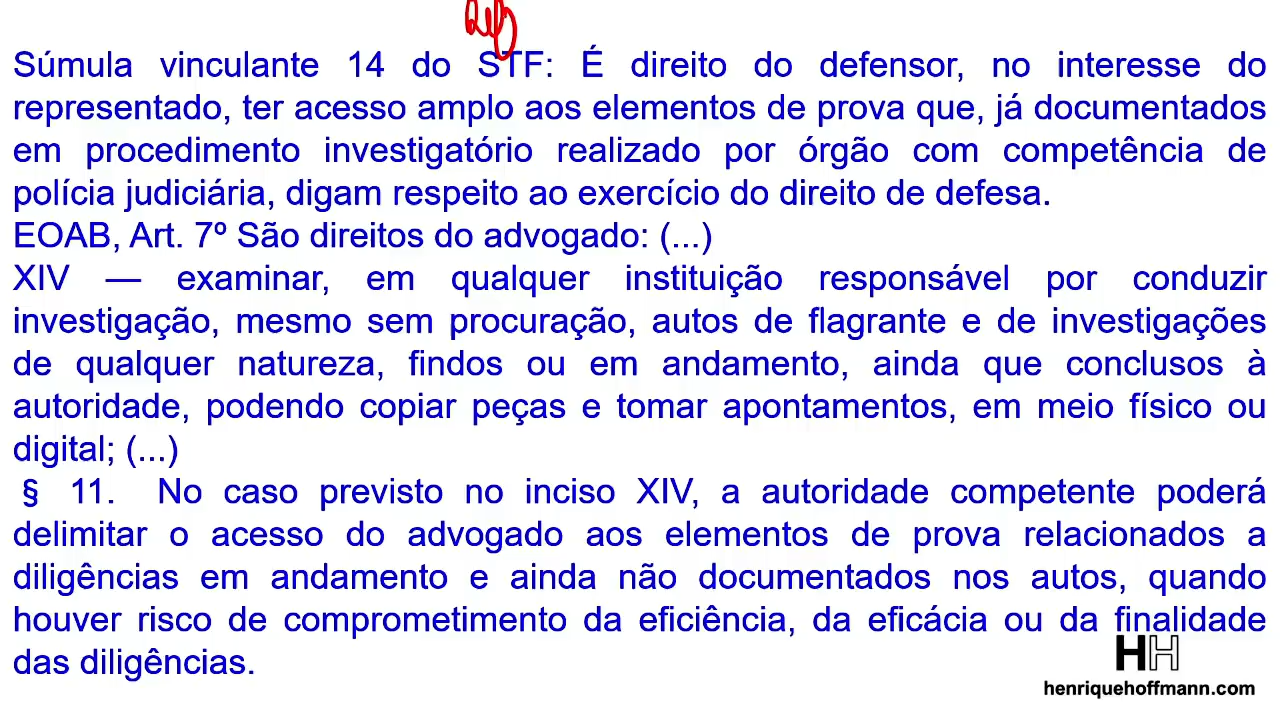 Súmula vinculante 14 do STF: É direito do defensor, no interesse do
representado, ter acesso amplo aos elementos de prova que, já documentados
em procedimento investigatório realizado por órgão com competência de
polícia judiciária, digam respeito ao exercício do direito de defesa.
EOAB, Art. 7º São direitos do advogado: (...)
XIV — examinar, em qualquer instituição responsável por conduzir
investigação, mesmo sem procuração, autos de flagrante e de investigações
de qualquer natureza, findos ou em andamento, ainda que conclusos à
autoridade, podendo copiar peças e tomar apontamentos, em meio físico ou
digital; (...)
§ 11. No caso previsto no inciso XIV, a autoridade competente poderá
delimitar o acesso do advogado aos elementos de prova relacionados a
diligências em andamento e ainda não documentados nos autos, quando
houver risco de comprometimento da eficiência, da eficácia ou da finalidade
das diligências.
HH
henriquehoffmann.com